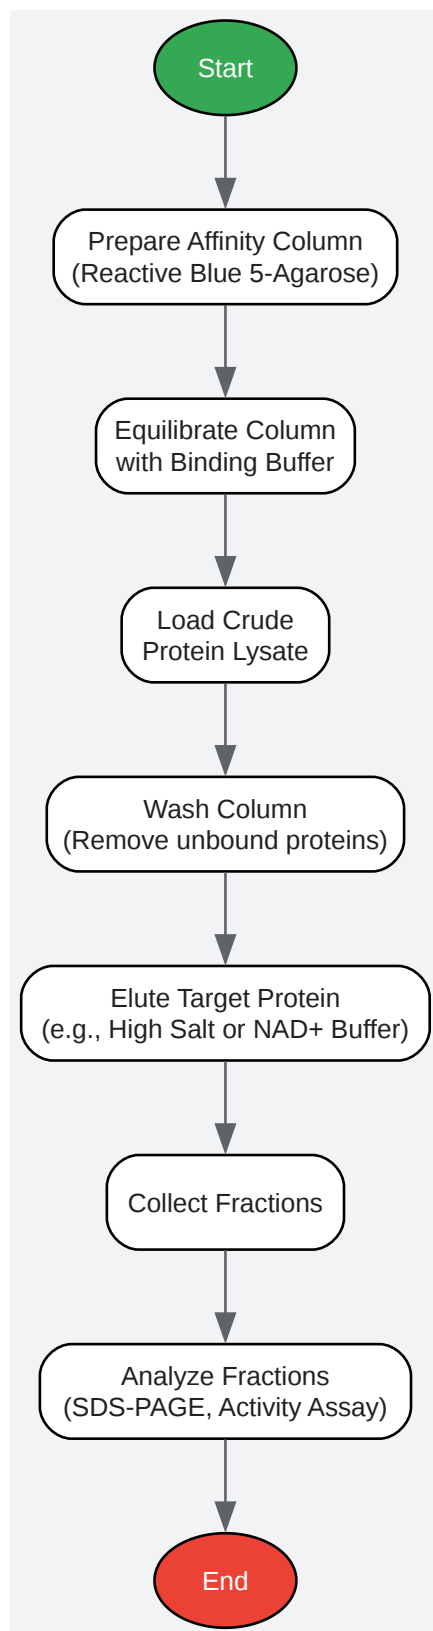 Start
Prepare Affinity Column
(Reactive Blue 5-Agarose)
Equilibrate Column
with Binding Buffer
Load Crude
Protein Lysate
Wash Column
(Remove unbound proteins)
Elute Target Protein
(e.g., High Salt or NAD+ Buffer)
Collect Fractions
Analyze Fractions
(SDS-PAGE, Activity Assay)
End